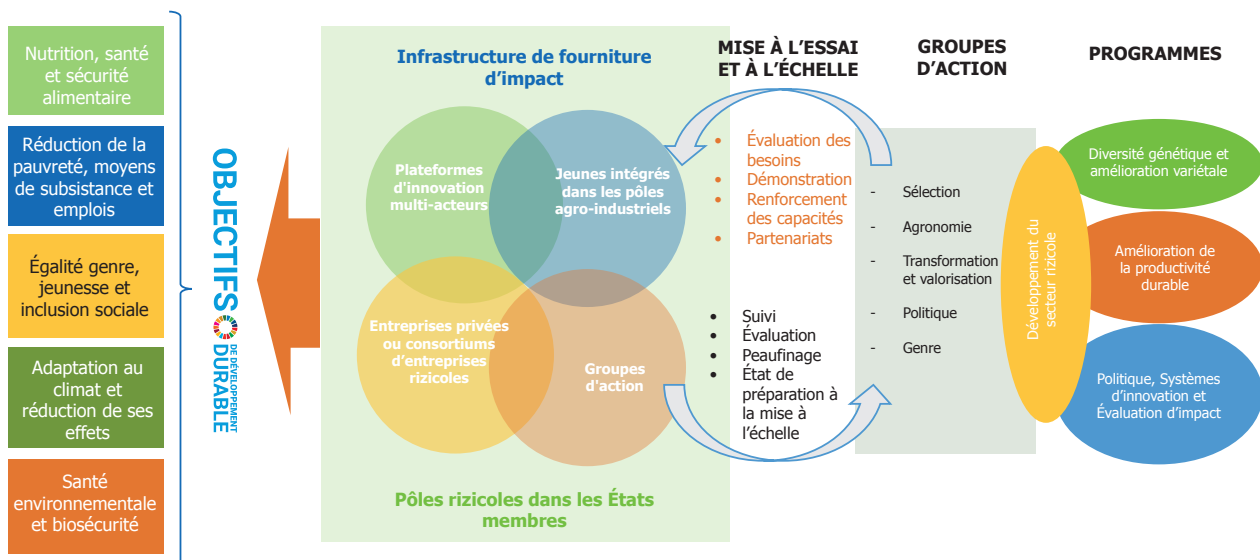 Nutrition, santé
et sécurité
alimentaire
Réduction de la
pauvreté, moyens
de subsistance et
emplois
Égalité genre,
jeunesse et
inclusion sociale
Adaptation au
climat et
réduction de ses
effets
Santé
environnementale
et biosécurité
OBJECTIFS
DE DÉVELOPPEMENT
DURABLE
Infrastructure de fourniture
d'impact
Plateformes
d'innovation
multi-acteurs
Jeunes intégrés
dans les pôles
agro-industriels
Entreprises privées
ou consortiums
d'entreprises
rizicoles
Groupes
d'action
Pôles rizicoles dans les États
membres
MISE À L'ESSAI
ET À L'ÉCHELLE
• Évaluation des
besoins
• Démonstration
• Renforcement
des capacités
• Partenariats
• Suivi
• Évaluation
• Peaufinage
• État de
préparation à
la mise à
l'échelle
GROUPES
D'ACTION
- Sélection
- Agronomie
- Transformation
et valorisation
- Politique
- Genre
PROGRAMMES
Développement du
secteur rizicole
Diversité génétique et
amélioration variétale
Amélioration de
la productivité
durable
Politique, Systèmes
d'innovation et
Évaluation d'impact